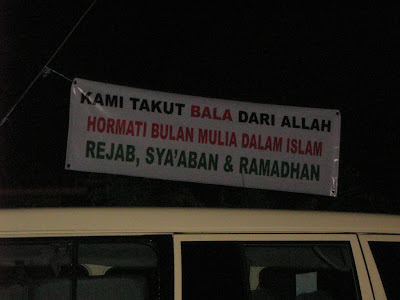 KAMI TAKUT BALA DARI ALLAH
HORMATI BULAN MULIA DALAM ISLAM
REJAB, SYA'ABAN & RAMADHAN